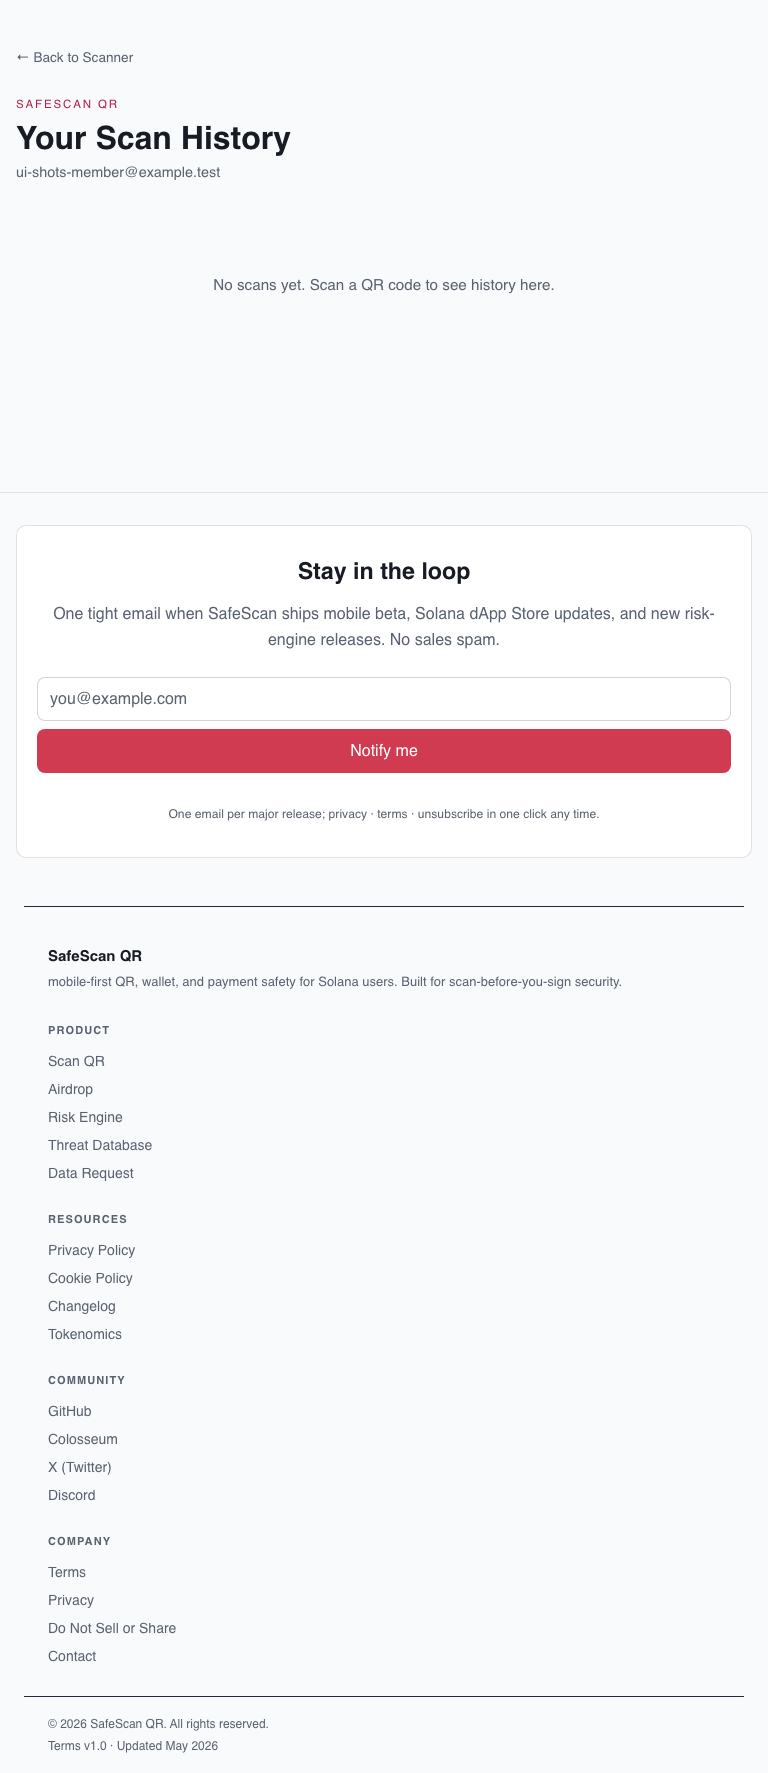 ← Back to Scanner
SAFESCAN QR
Your Scan History
ui-shots-member@example.test
No scans yet. Scan a QR code to see history here.
Stay in the loop
One tight email when SafeScan ships mobile beta, Solana dApp Store updates, and new risk-
engine releases. No sales spam.
you@example.com
Notify me
One email per major release; privacy · terms · unsubscribe in one click any time.
SafeScan QR
mobile-first QR, wallet, and payment safety for Solana users. Built for scan-before-you-sign security.
PRODUCT
Scan QR
Airdrop
Risk Engine
Threat Database
Data Request
RESOURCES
Privacy Policy
Cookie Policy
Changelog
Tokenomics
COMMUNITY
GitHub
Colosseum
X (Twitter)
Discord
COMPANY
Terms
Privacy
Do Not Sell or Share
Contact
© 2026 SafeScan QR. All rights reserved.
Terms v1.0 · Updated May 2026